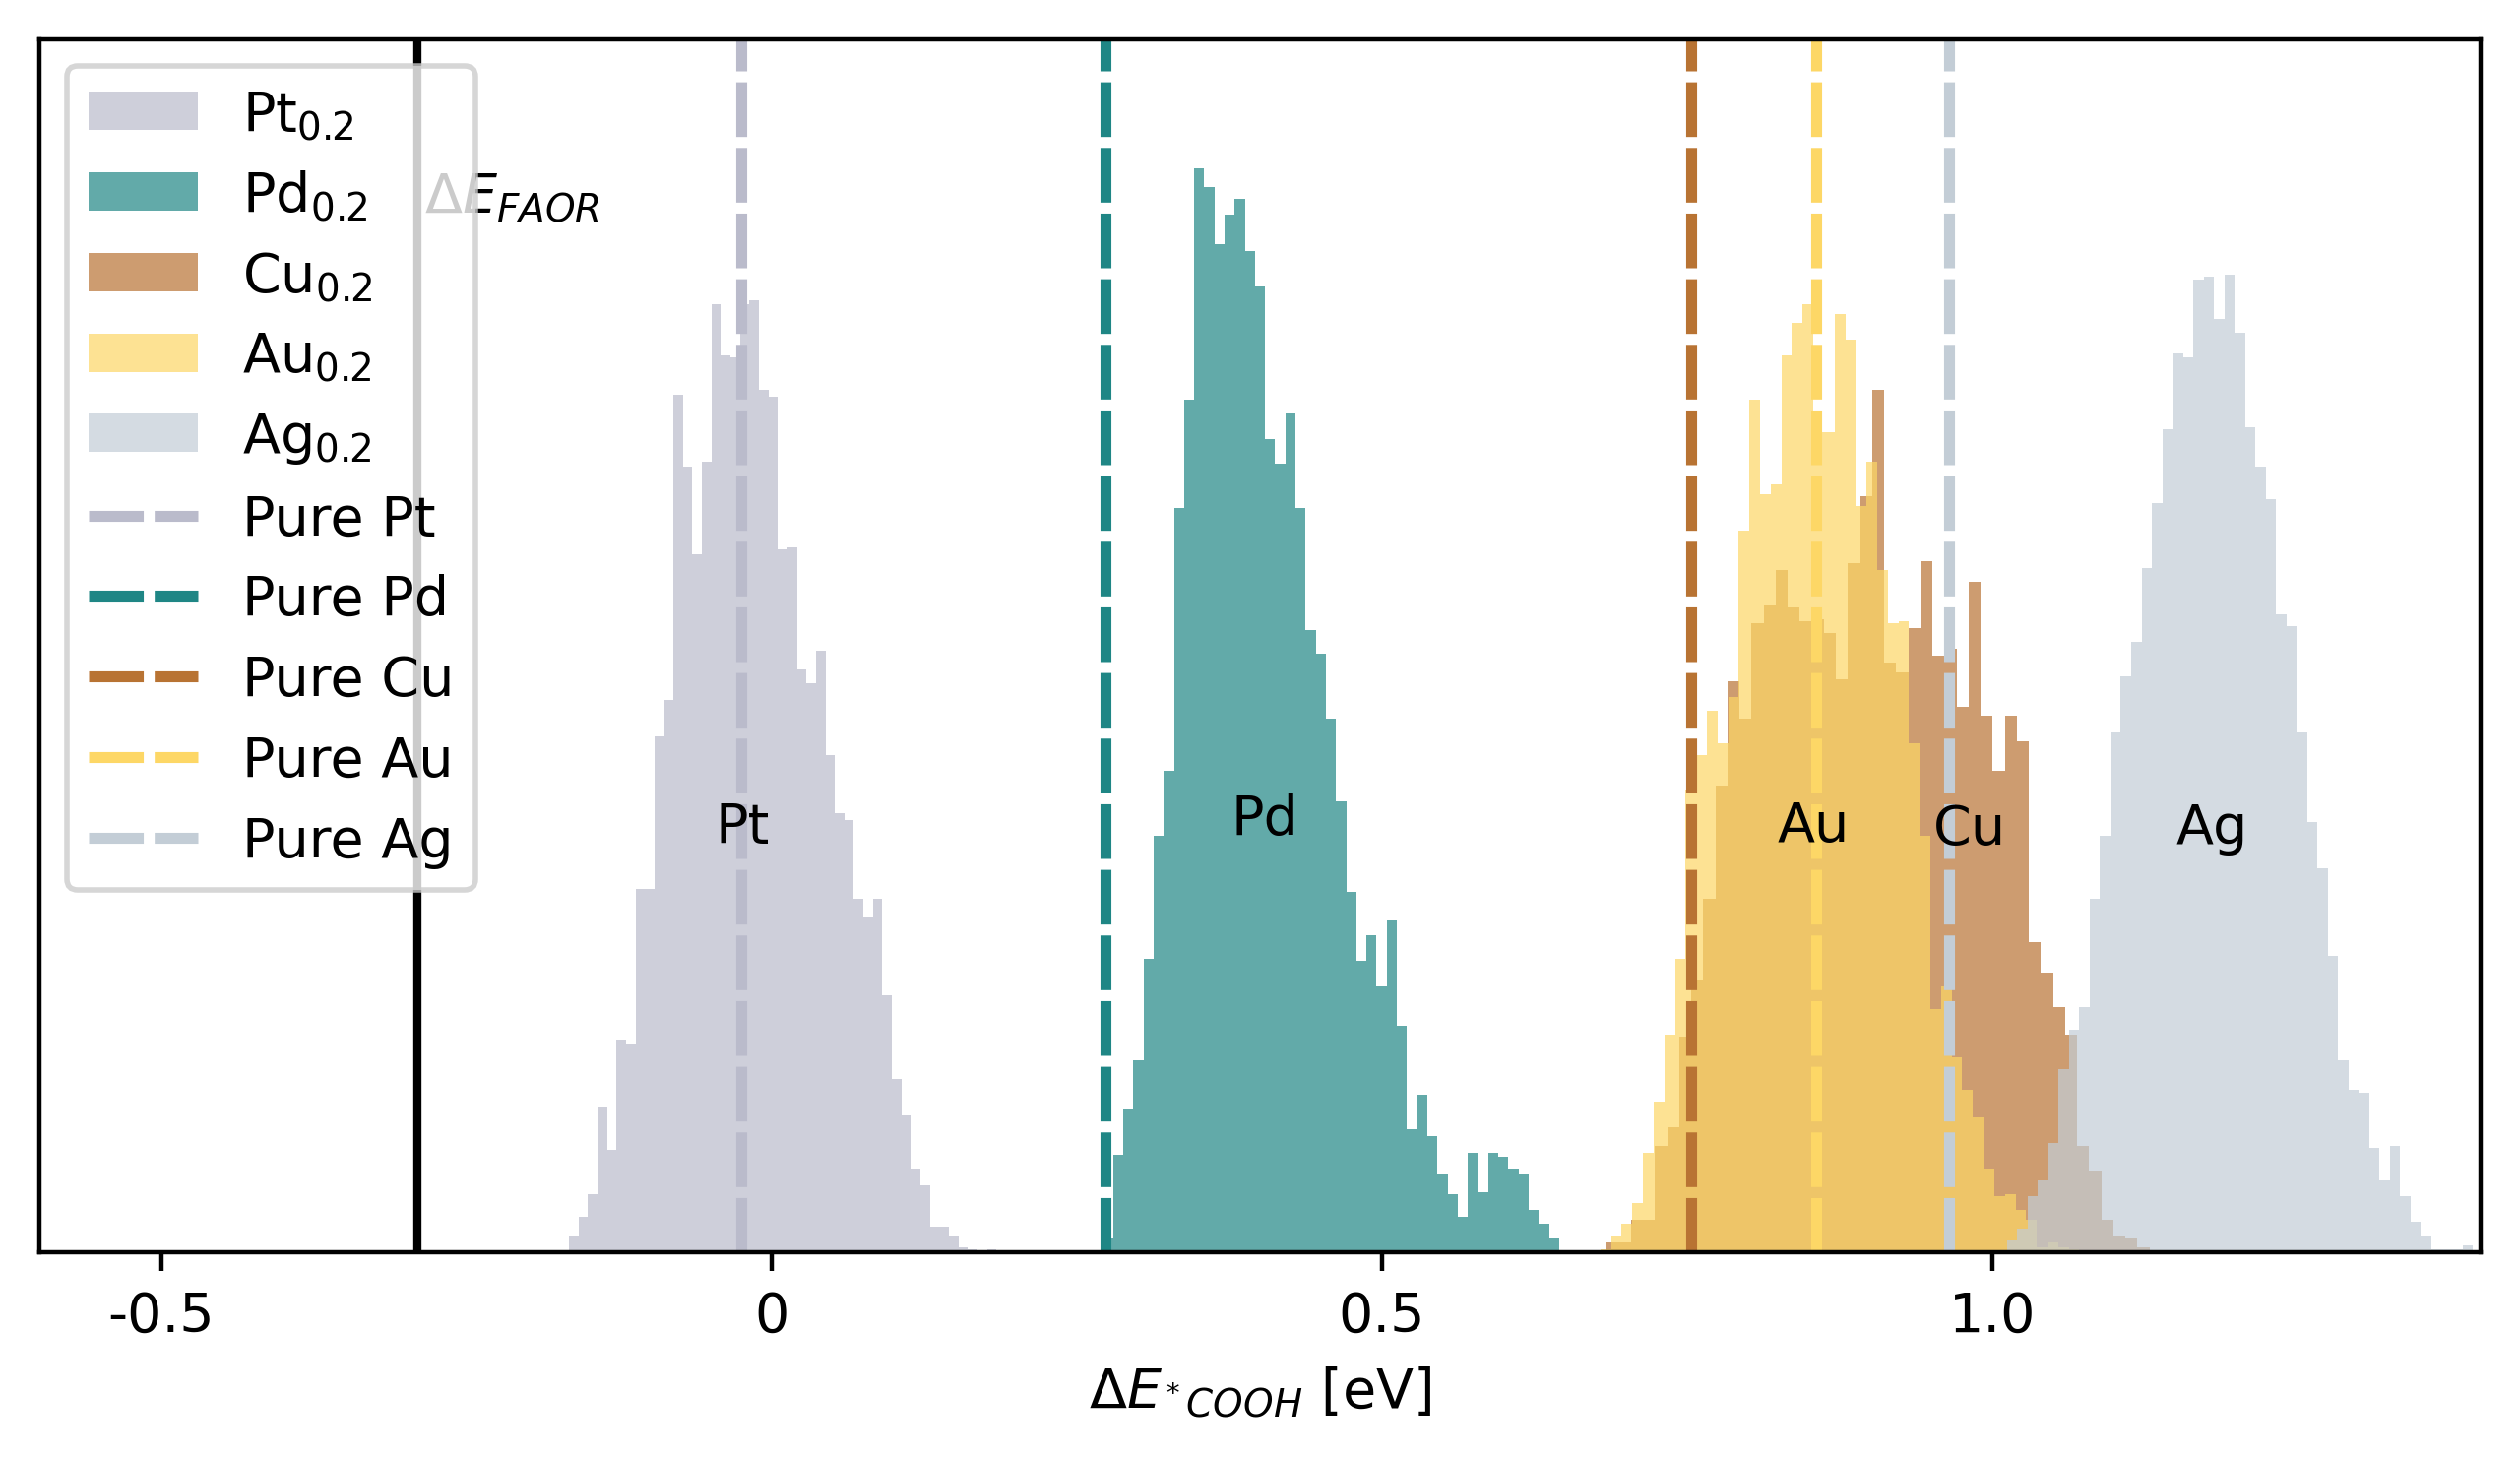 Pt0.2
Pd0.2
Cu0.2
Au0.2
Ag0.2
Pure Pt
Pure Pd
Pure Cu
Pure Au
Pure Ag
ΔE_FAOR
Pt
Pd
Au
Cu
Ag
-0.5
0
0.5
1.0
ΔE*COOH [eV]